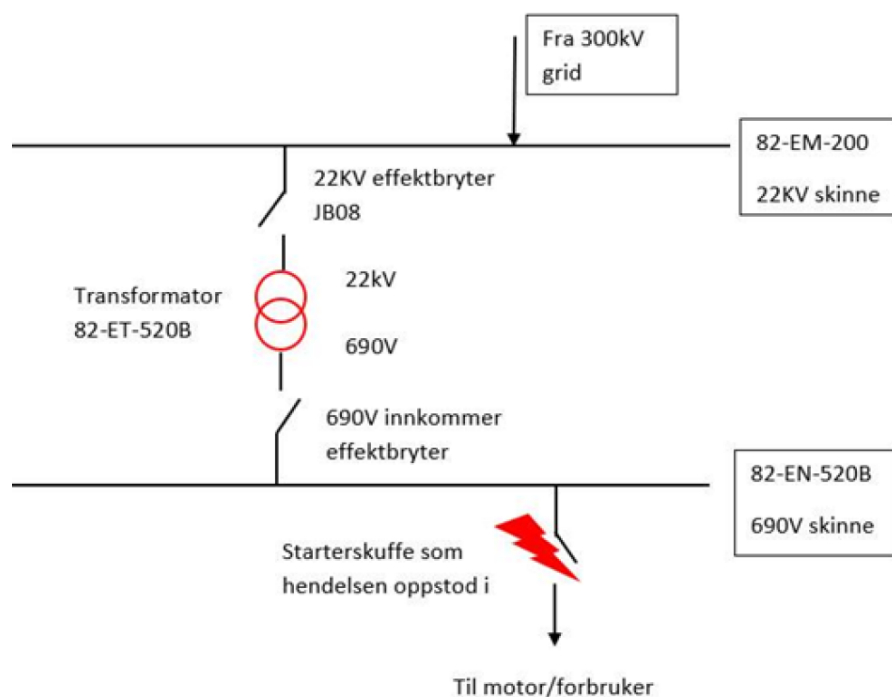 Fra 300kV
grid
82-EM-200
22KV skinne
22KV effektbryter
JB08
Transformator
82-ET-520B
22kV
690V
690V innkommer
effektbryter
82-EN-520B
690V skinne
Starterskuffe som
hendelsen oppstod i
Til motor/forbruker